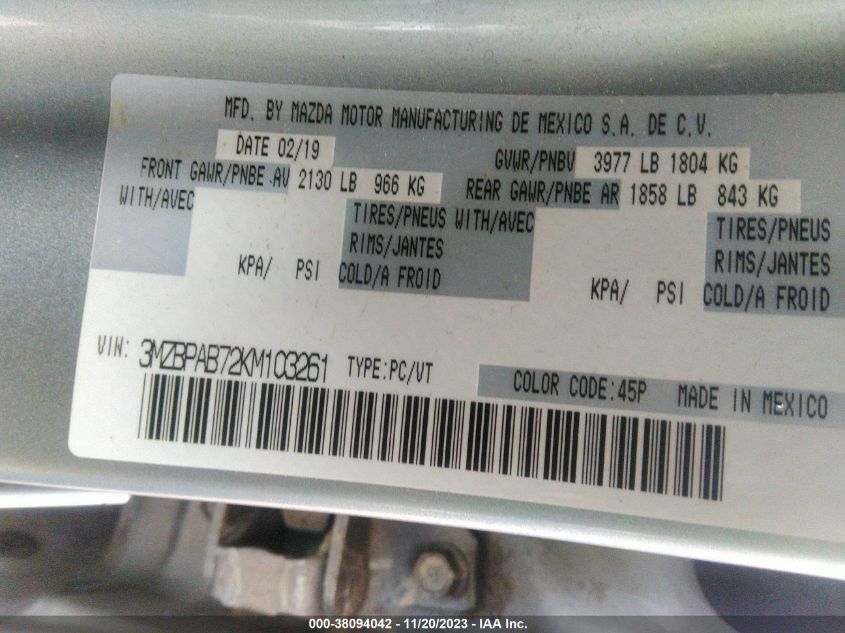 MFD. BY MAZDA MOTOR MANUFACTURING DE MEXICO S.A. DE C.V.
DATE 02/19 GVWR/PNBV 3977 LB 1804 KG
FRONT GAWR/PNBE AV 2130 LB 966 KG REAR GAWR/PNBE AR 1858 LB 843 KG
WITH/AVEC TIRES/PNEUS WITH/AVEC TIRES/PNEUS
RIMS/JANTES RIMS/JANTES
KPA/ PSI COLD/A FROID KPA/ PSI COLD/A FROID
VIN: 3MZBPAB72KM103261 TYPE:PC/VT COLOR CODE:45P MADE IN MEXICO
000-38094042 - 11/20/2023 - IAA Inc.